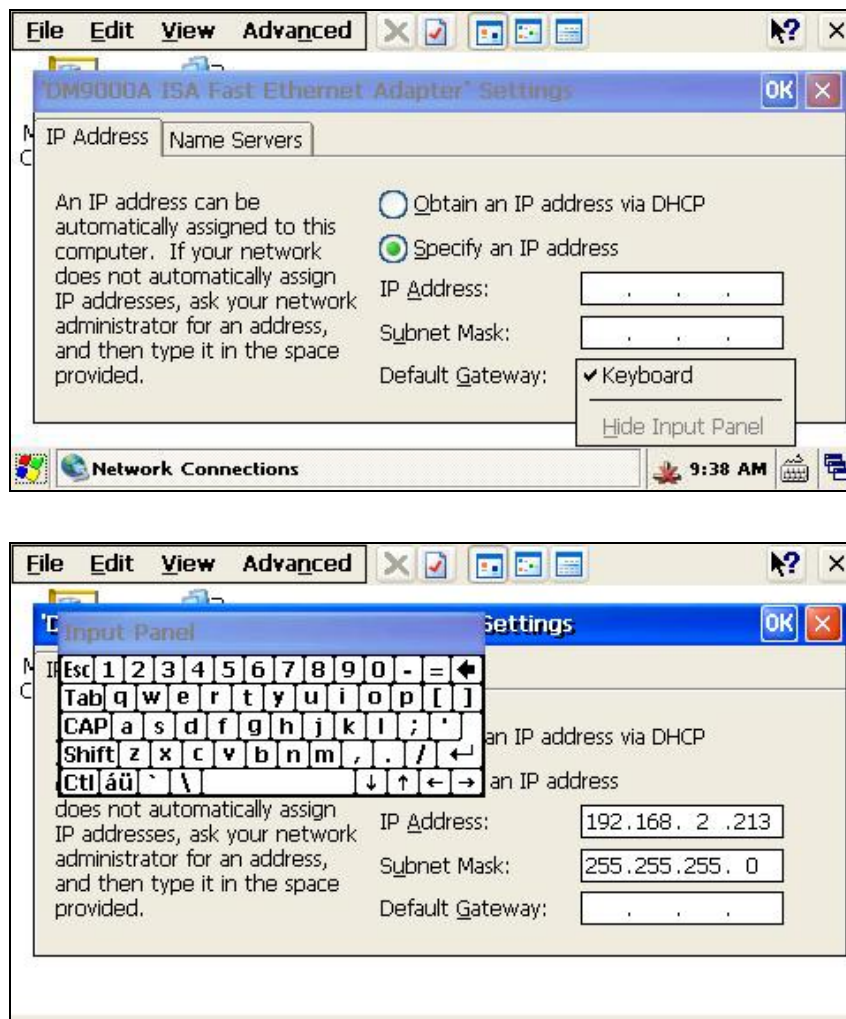 File Edit View Advanced
'DM9000A ISA Fast Ethernet Adapter' Settings OK
IP Address Name Servers
An IP address can be
automatically assigned to this
computer. If your network
does not automatically assign
IP addresses, ask your network
administrator for an address,
and then type it in the space
provided.
Obtain an IP address via DHCP
Specify an IP address
IP Address: . . .
Subnet Mask: . . .
Default Gateway:
Keyboard
Hide Input Panel
Network Connections 9:38 AM
File Edit View Advanced
'D Settings OK
Input Panel
Esc 1 2 3 4 5 6 7 8 9 0 - =
Tab q w e r t y u i o p [ ]
CAP a s d f g h j k l ; '
Shift z x c v b n m , . /
Ctl áü ` \ ↓ ↑ ← →
an IP address via DHCP
an IP address
does not automatically assign
IP addresses, ask your network
administrator for an address,
and then type it in the space
provided.
IP Address: 192.168. 2 .213
Subnet Mask: 255.255.255. 0
Default Gateway: . . .